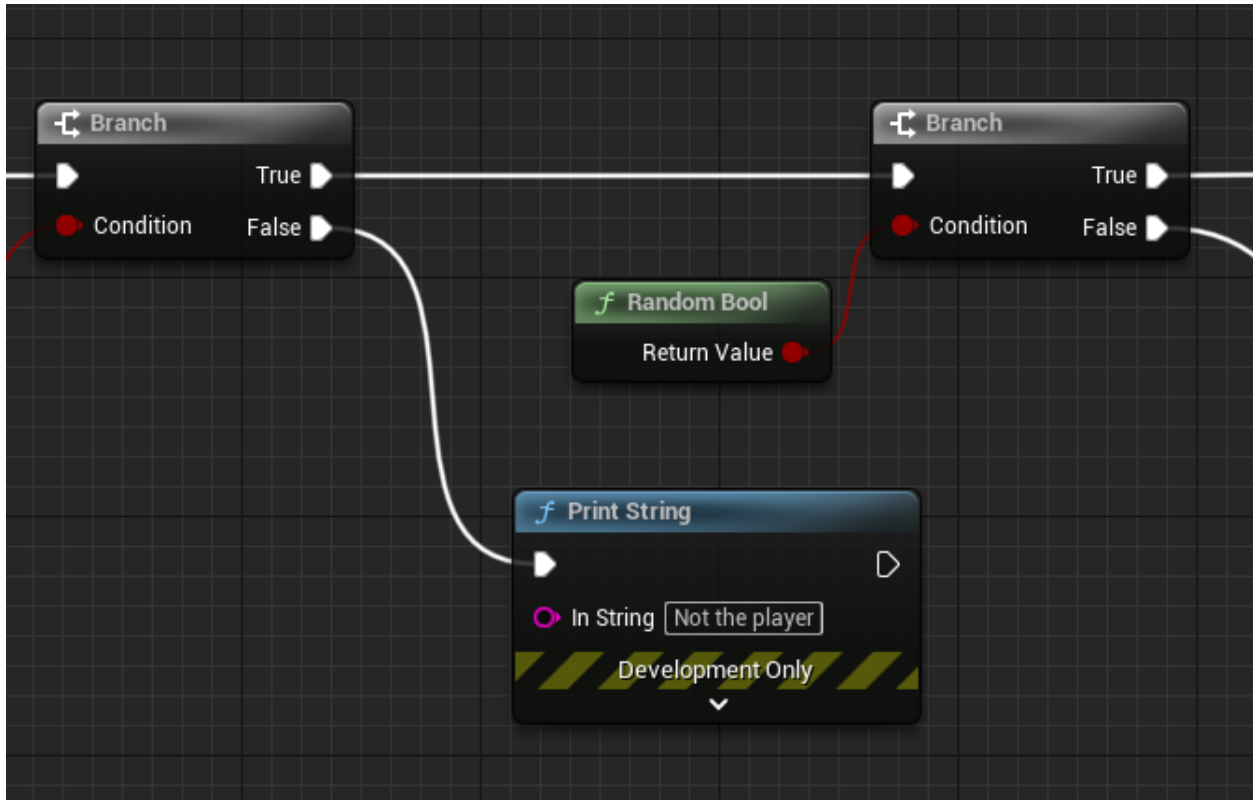 Branch
True
Condition
False
Branch
True
Condition
False
Random Bool
Return Value
Print String
In String Not the player
Development Only